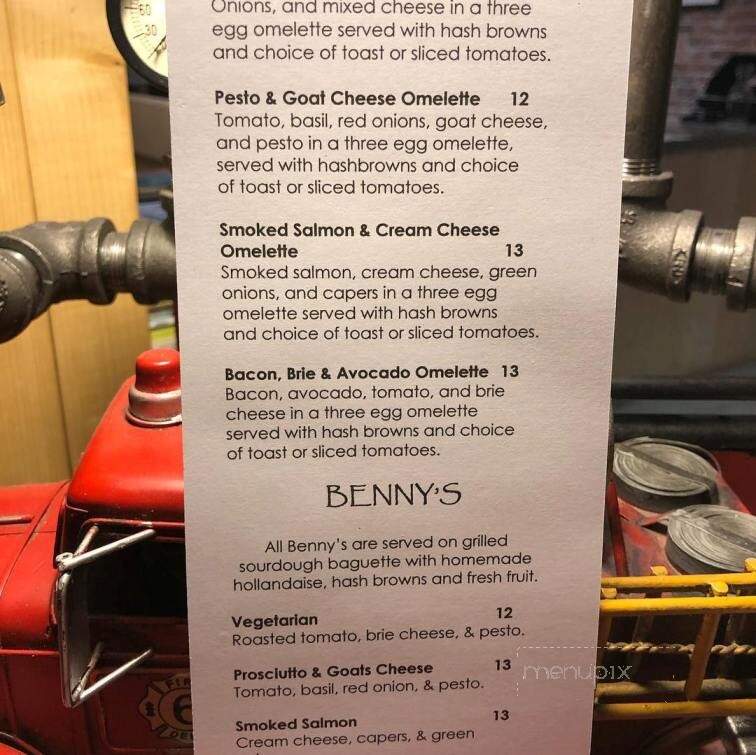 Onions, and mixed cheese in a three
egg omelette served with hash browns
and choice of toast or sliced tomatoes.
Pesto & Goat Cheese Omelette 12
Tomato, basil, red onions, goat cheese,
and pesto in a three egg omelette,
served with hashbrowns and choice
of toast or sliced tomatoes.
Smoked Salmon & Cream Cheese
Omelette 13
Smoked salmon, cream cheese, green
onions, and capers in a three egg
omelette served with hash browns
and choice of toast or sliced tomatoes.
Bacon, Brie & Avocado Omelette 13
Bacon, avocado, tomato, and brie
cheese in a three egg omelette
served with hash browns and choice
of toast or sliced tomatoes.
BENNY'S
All Benny's are served on grilled
sourdough baguette with homemade
hollandaise, hash browns and fresh fruit.
Vegetarian 12
Roasted tomato, brie cheese, & pesto.
Prosciutto & Goats Cheese 13
Tomato, basil, red onion, & pesto.
Smoked Salmon 13
Cream cheese, capers, & green
60
30
menupix
6